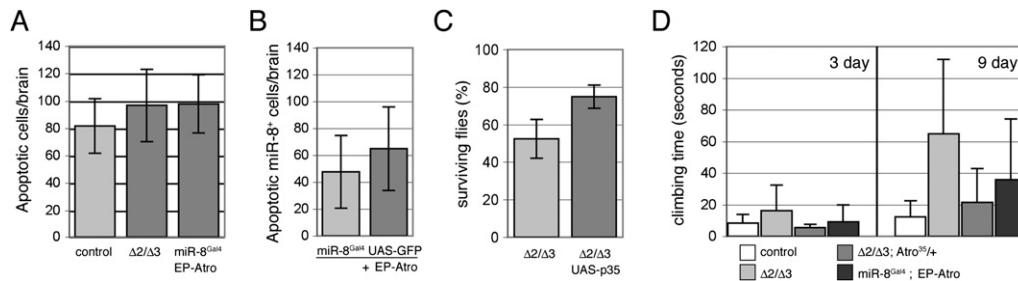 A
Apoptotic cells/brain
140
120
100
80
60
40
20
0
control
Δ2/Δ3
miR-8Gal4
EP-Atro
B
Apoptotic miR-8+ cells/brain
140
120
100
80
60
40
20
0
miR-8Gal4 UAS-GFP
+ EP-Atro
C
surviving flies (%)
100
80
60
40
20
0
Δ2/Δ3
Δ2/Δ3
UAS-p35
D
climbing time (seconds)
120
100
80
60
40
20
0
3 day
9 day
control
Δ2/Δ3
Δ2/Δ3; Atro35/+
miR-8Gal4 ; EP-Atro